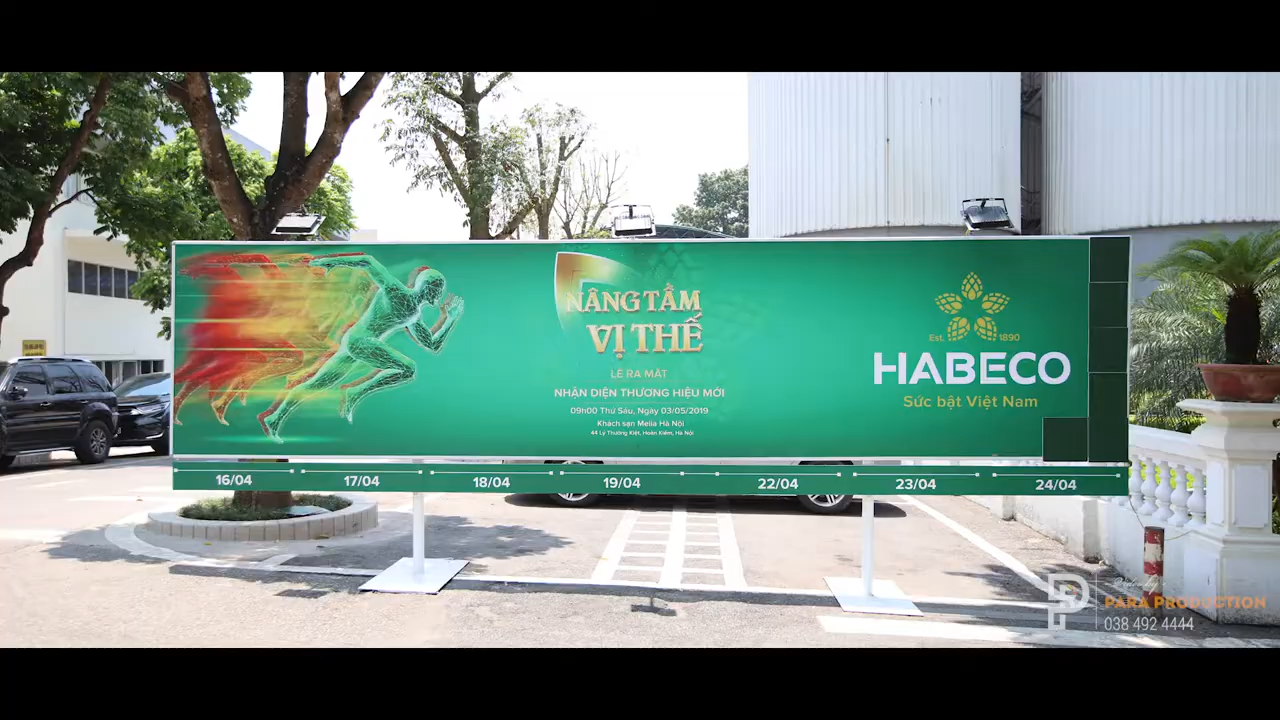 NÂNG TẦM
VỊ THẾ
LỄ RA MẮT
NHẬN DIỆN THƯƠNG HIỆU MỚI
09h00 Thứ Sáu, Ngày 03/05/2019
Khách sạn Melia Hà Nội
44 Lý Thường Kiệt, Hoàn Kiếm, Hà Nội
Est. 1890
HABECO
Sức bật Việt Nam
16/04 17/04 18/04 19/04 22/04 23/04 24/04
Video by
PARA PRODUCTION
038 492 4444